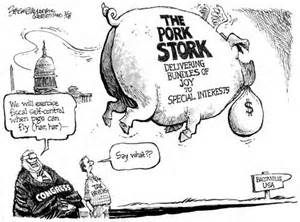 THE
PORK
STORK
DELIVERING
BUNDLES OF
JOY
TO
SPECIAL INTERESTS
We will exercise
fiscal self-control
when pigs can
fly (har, har)...
Say what??
$
CONGRESS
USA